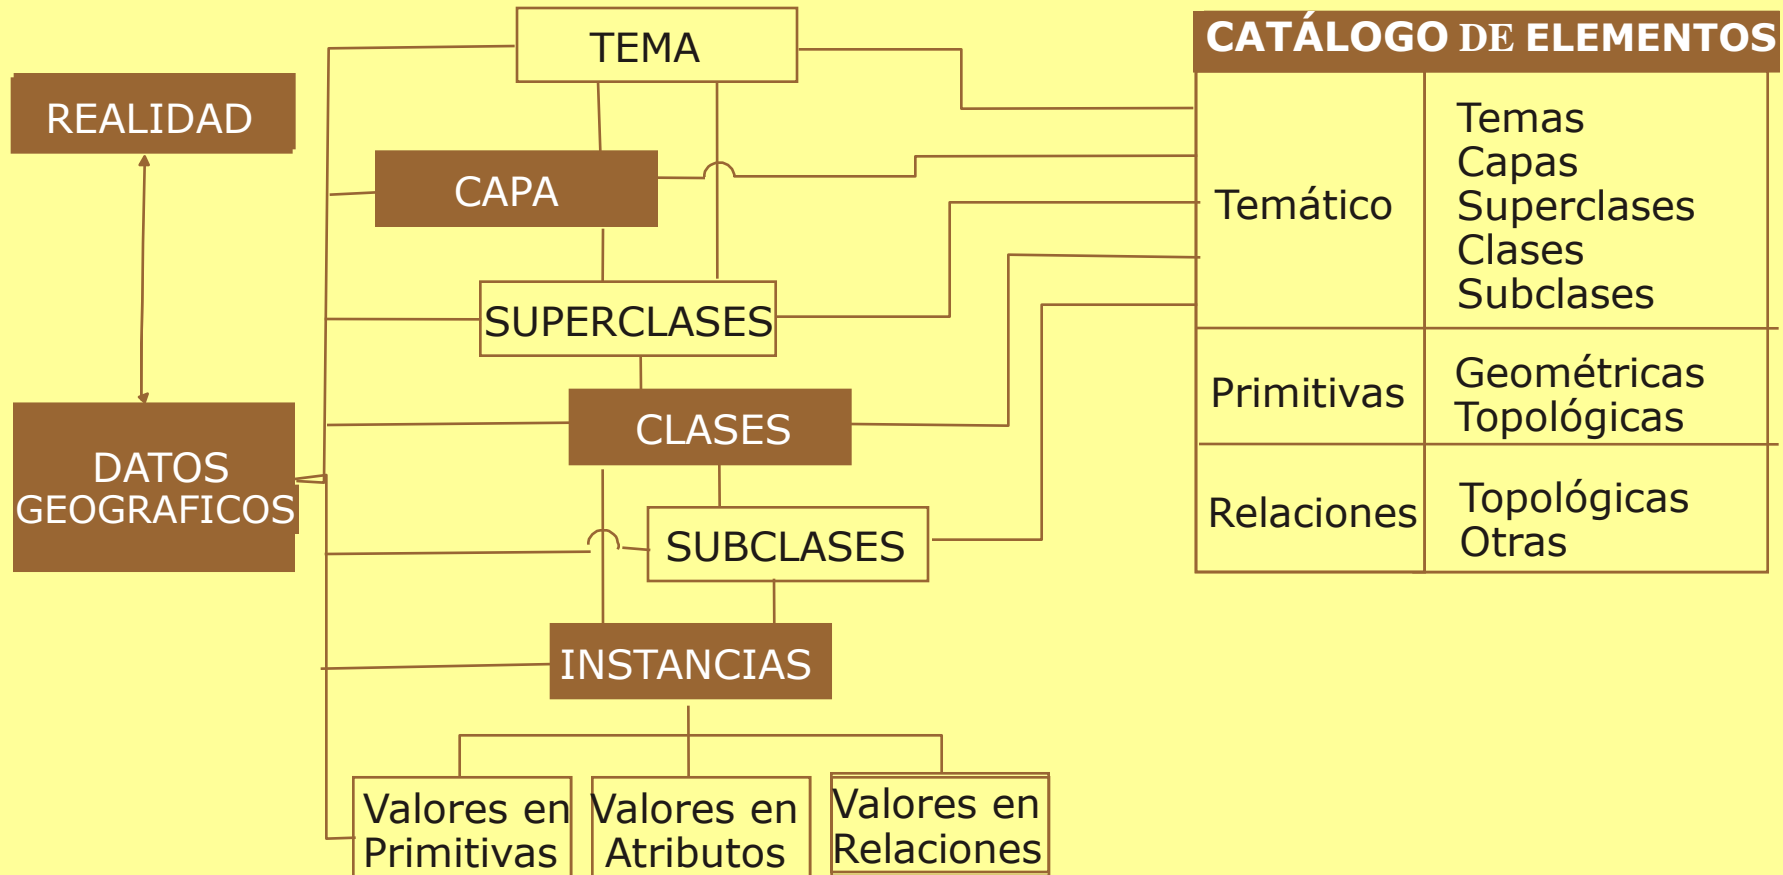 TEMA
CATÁLOGO DE ELEMENTOS
REALIDAD
CAPA
SUPERCLASES
CLASES
DATOS
GEOGRAFICOS
SUBCLASES
INSTANCIAS
Valores en
Primitivas
Valores en
Atributos
Valores en
Relaciones
Temático
Temas
Capas
Superclases
Clases
Subclases
Primitivas
Geométricas
Topológicas
Relaciones
Topológicas
Otras